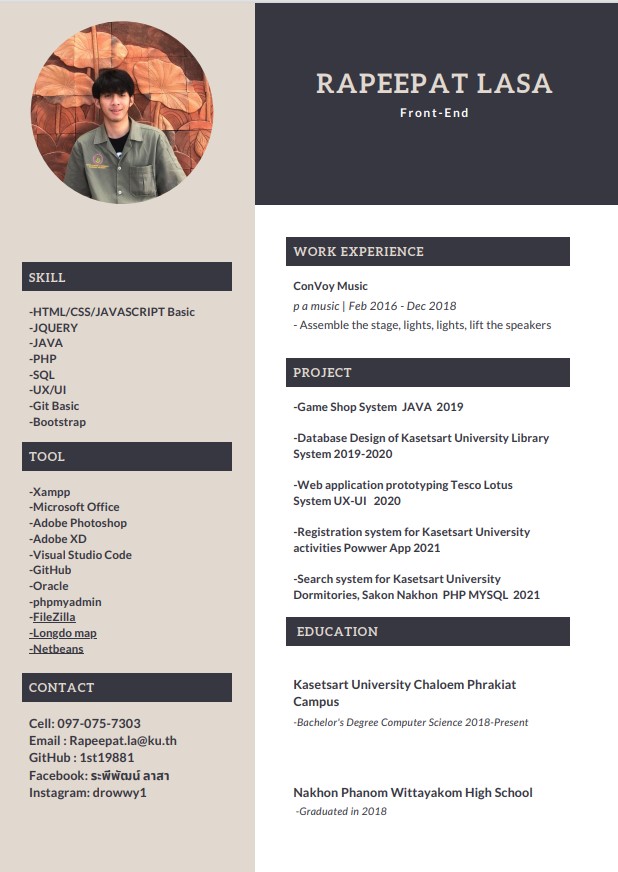 RAPEEPAT LASA
Front-End
SKILL
-HTML/CSS/JAVASCRIPT Basic
-JQUERY
-JAVA
-PHP
-SQL
-UX/UI
-Git Basic
-Bootstrap
TOOL
-Xampp
-Microsoft Office
-Adobe Photoshop
-Adobe XD
-Visual Studio Code
-GitHub
-Oracle
-phpmyadmin
-FileZilla
-Longdo map
-Netbeans
CONTACT
Cell: 097-075-7303
Email : Rapeepat.la@ku.th
GitHub : 1st19881
Facebook: ระพีพัฒน์ ลาสา
Instagram: drowwy1
WORK EXPERIENCE
ConVoy Music
p a music | Feb 2016 - Dec 2018
- Assemble the stage, lights, lights, lift the speakers
PROJECT
-Game Shop System JAVA 2019
-Database Design of Kasetsart University Library
System 2019-2020
-Web application prototyping Tesco Lotus
System UX-UI 2020
-Registration system for Kasetsart University
activities Powwer App 2021
-Search system for Kasetsart University
Dormitories, Sakon Nakhon PHP MYSQL 2021
EDUCATION
Kasetsart University Chaloem Phrakiat
Campus
-Bachelor's Degree Computer Science 2018-Present
Nakhon Phanom Wittayakom High School
-Graduated in 2018